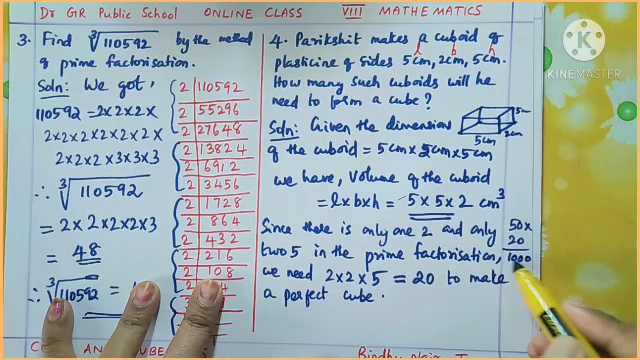 Dr GR Public School ONLINE CLASS VIII MATHEMATICS
3. Find ∛110592 by the method
of prime factorisation.
Soln: We got,
110592 = 2×2×2×
2×2×2×2×2×2×
2×2×2×3×3×3
∴ ∛110592
= 2×2×2×2×3
= 48
∴ ∛110592 =
2 110592
2 55296
2 27648
2 13824
2 6912
2 3456
2 1728
2 864
2 432
2 216
2 108
4. Parikshit makes a cuboid of
l b h
plasticine of sides 5cm, 2cm, 5cm.
How many such cuboids will he
need to form a cube?
Soln: Given the dimension
of the cuboid = 5cm×2cm×5cm
5cm
2cm
5cm
we have, Volume of the cuboid
= l×b×h = 5×5×2 cm³
Since there is only one 2 and only
two 5 in the prime factorisation,
we need 2×2×5 = 20 to make
a perfect cube.
50×
20
1000
KINEMASTER